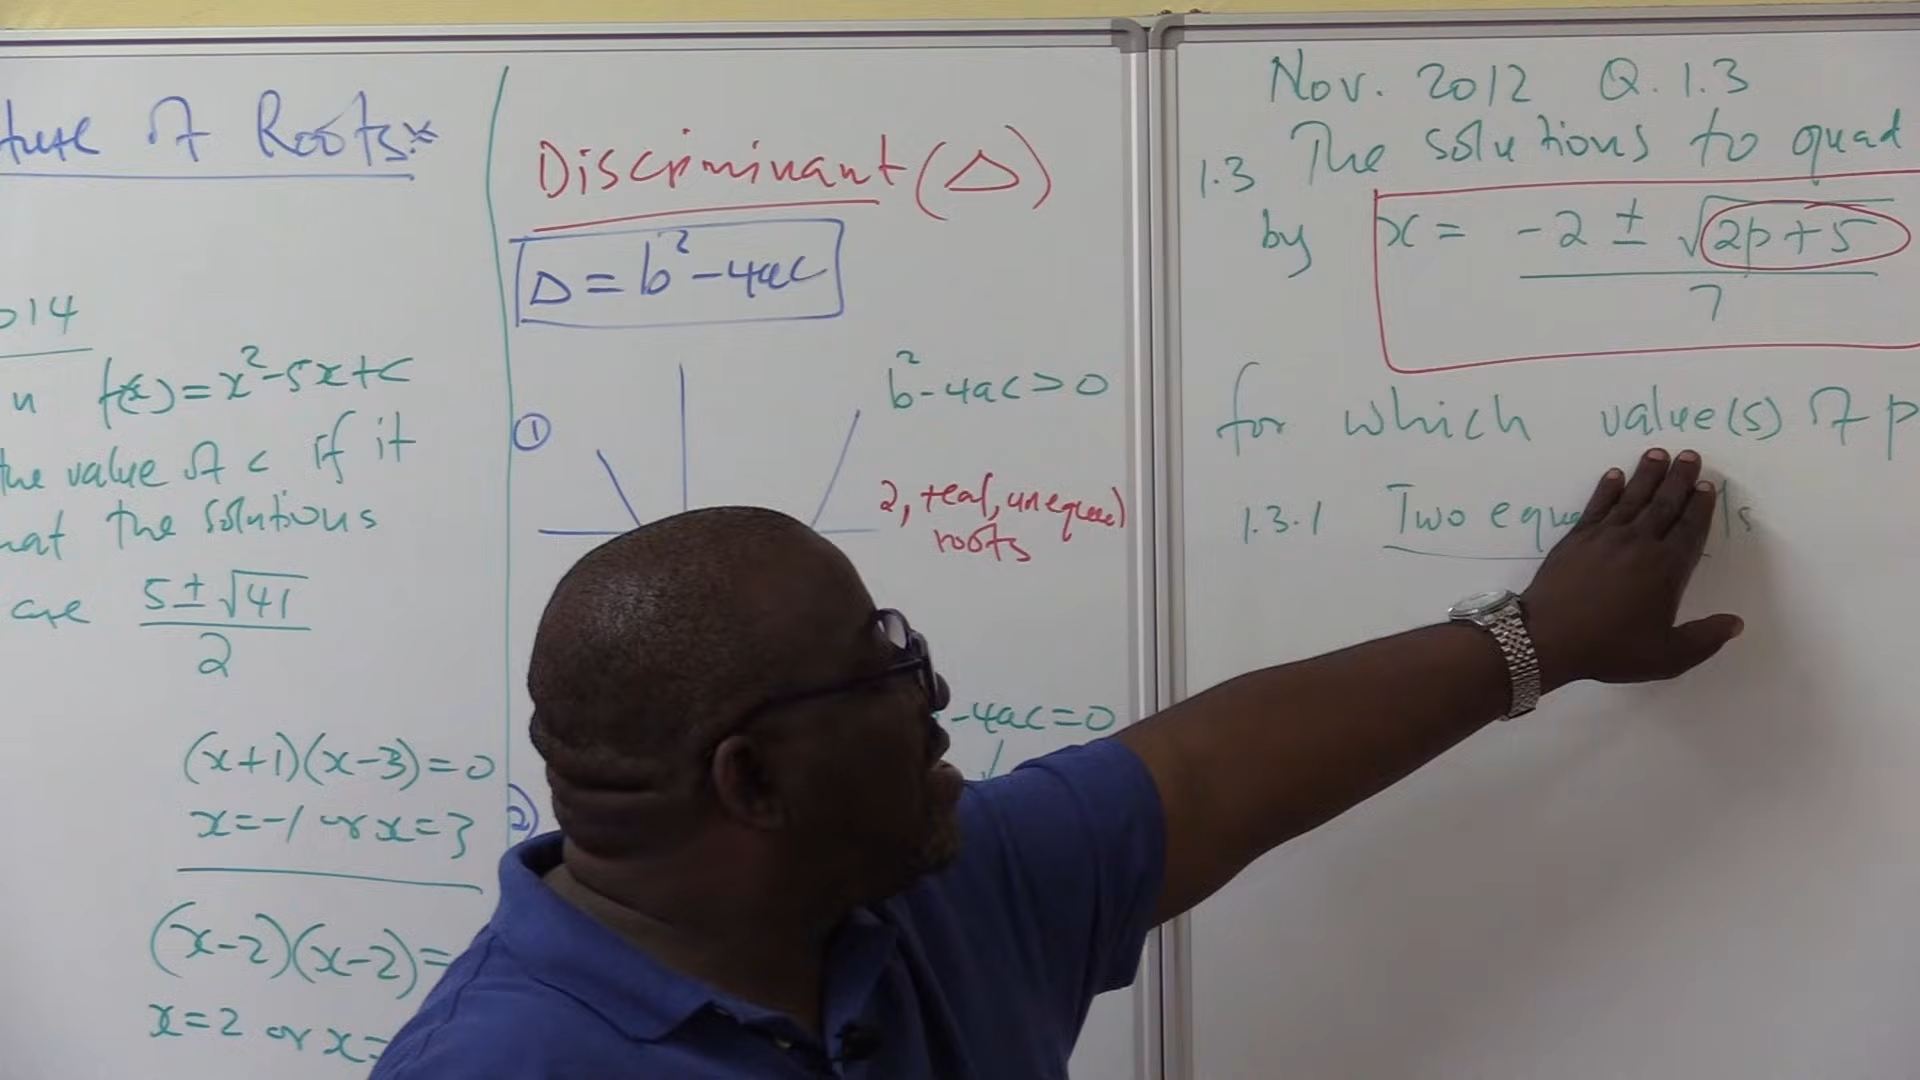 of Roots
2014
f(x) = x² - 5x + c
the value of c if it
that the solutions
are 5 ± √41 / 2
(x+1)(x-3) = 0
x = -1 or x = 3
(x-2)(x-2) =
x = 2 or x =
Discriminant (Δ)
Δ = b² - 4ac
①
b² - 4ac > 0
2, real, unequal
roots
②
- 4ac = 0
Nov. 2012 Q. 1.3
1.3 The solutions to quad
by x = -2 ± √2p + 5 / 7
for which value(s) of p
1.3.1 Two